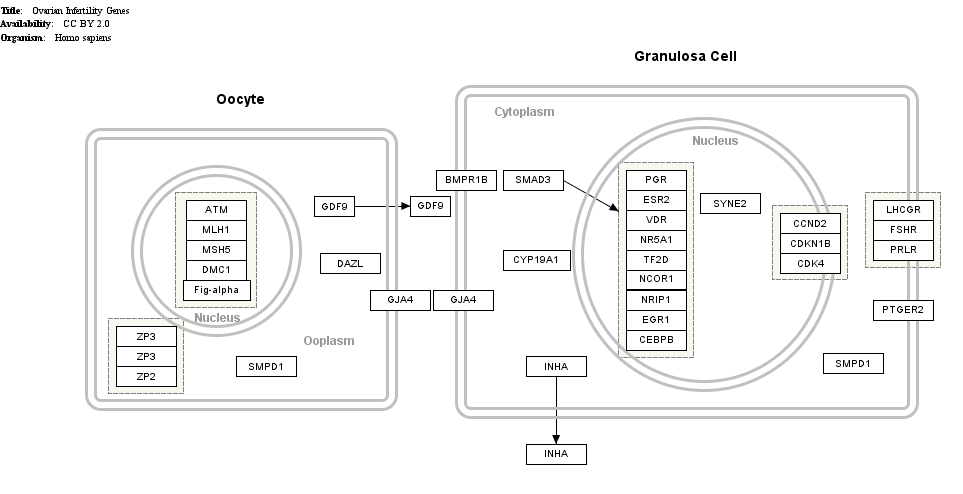 Title: Ovarian Infertility Genes
Availability: CC BY 2.0
Organism: Homo sapiens
Oocyte
ATM
MLH1
MSH5
DMC1
Fig-alpha
Nucleus
ZP3
ZP3
ZP2
GDF9
GDF9
DAZL
GJA4
Ooplasm
SMPD1
Granulosa Cell
Cytoplasm
Nucleus
BMPR1B
SMAD3
PGR
ESR2
VDR
NR5A1
TF2D
NCOR1
NRIP1
EGR1
CEBPB
SYNE2
CCND2
CDKN1B
CDK4
LHCGR
FSHR
PRLR
CYP19A1
GJA4
PTGER2
INHA
SMPD1
INHA